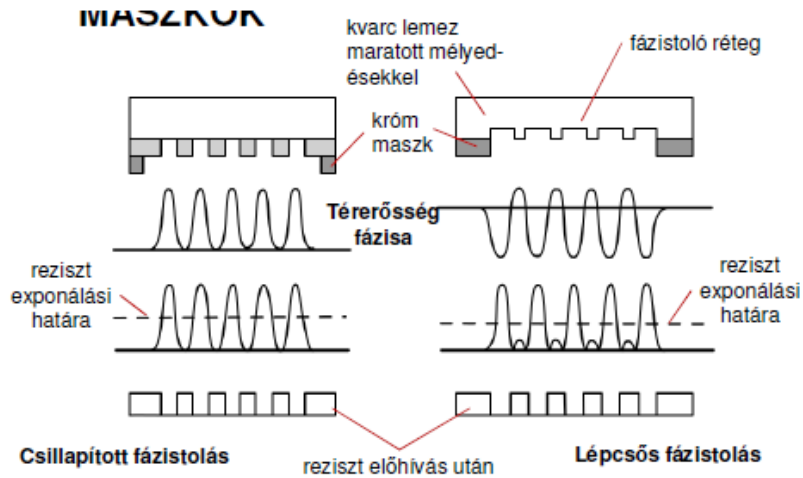 MASZKOK
kvarc lemez
maratott mélyed-
ésekkel
fázistoló réteg
króm
maszk
Térerősség
fázisa
reziszt
exponálási
határa
reziszt
exponálási
határa
Csillapított fázistolás
reziszt előhívás után
Lépcsős fázistolás